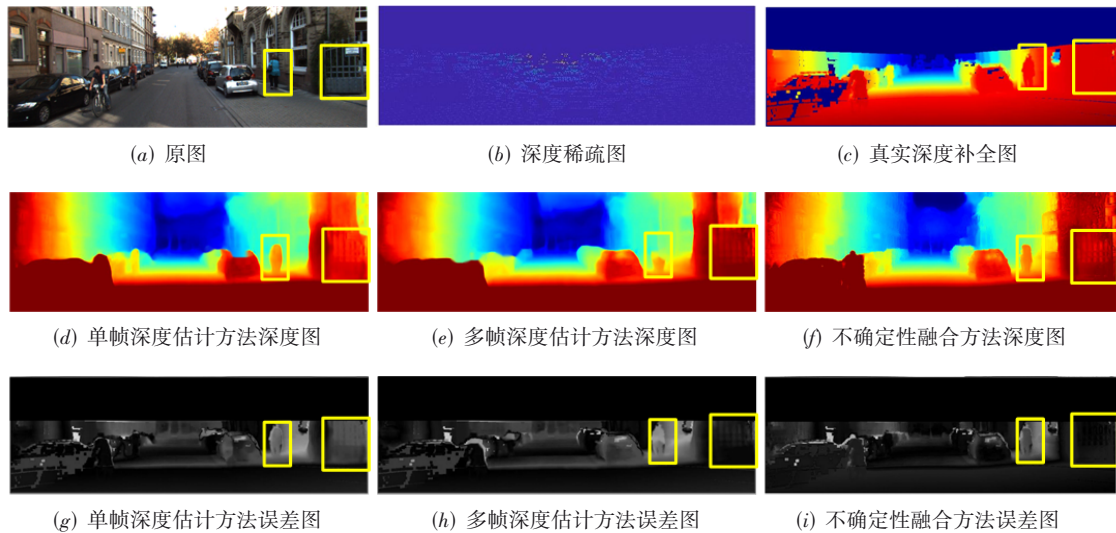 (a) 原图
(b) 深度稀疏图
(c) 真实深度补全图
(d) 单帧深度估计方法深度图
(e) 多帧深度估计方法深度图
(f) 不确定性融合方法深度图
(g) 单帧深度估计方法误差图
(h) 多帧深度估计方法误差图
(i) 不确定性融合方法误差图